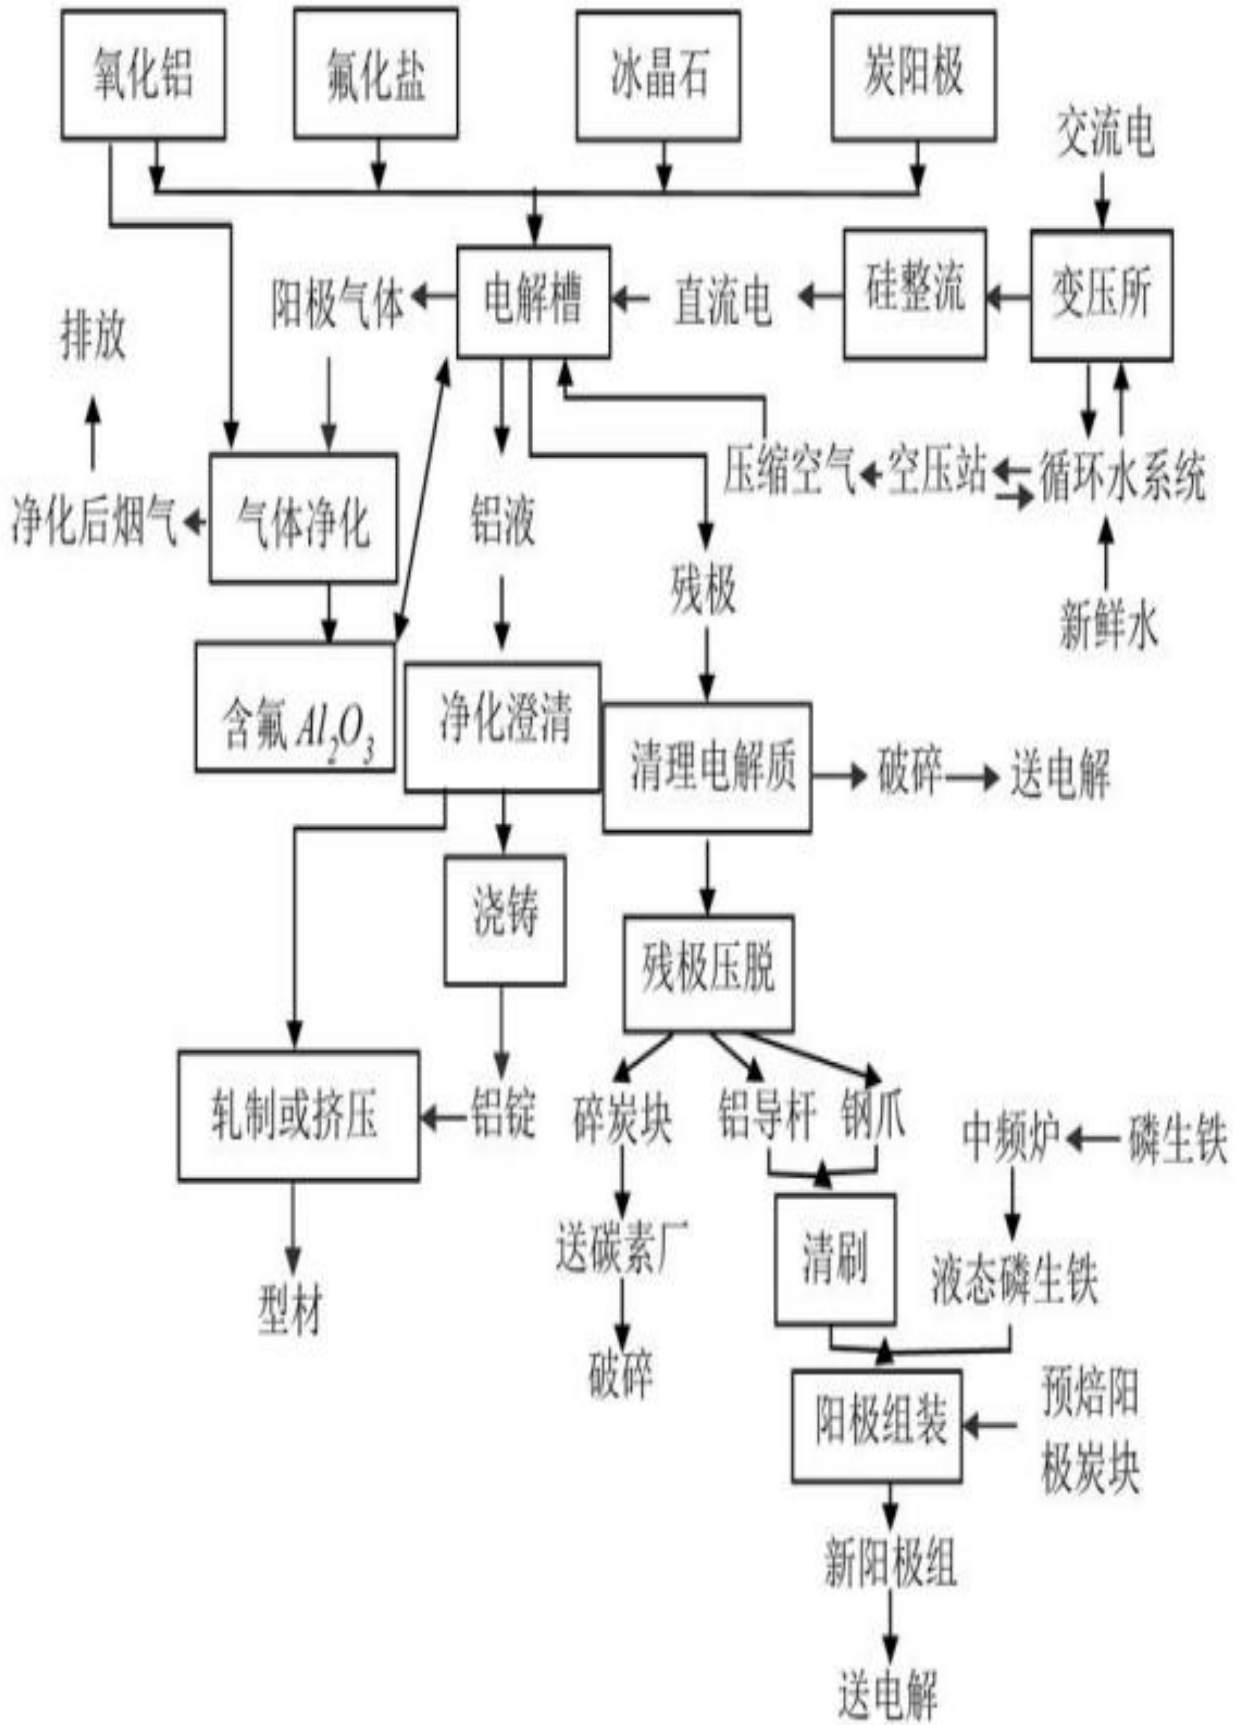 氧化铝
氟化盐
冰晶石
炭阳极
交流电
阳极气体
电解槽
直流电
硅整流
变压所
排放
净化后烟气
气体净化
铝液
压缩空气
空压站
循环水系统
残极
新鲜水
含氟 Al₂O₃
净化澄清
清理电解质
破碎
送电解
浇铸
残极压脱
轧制或挤压
铝锭
碎炭块
铝导杆
钢爪
中频炉
磷生铁
型材
送碳素厂
清刷
液态磷生铁
破碎
阳极组装
预焙阳
极炭块
新阳极组
送电解